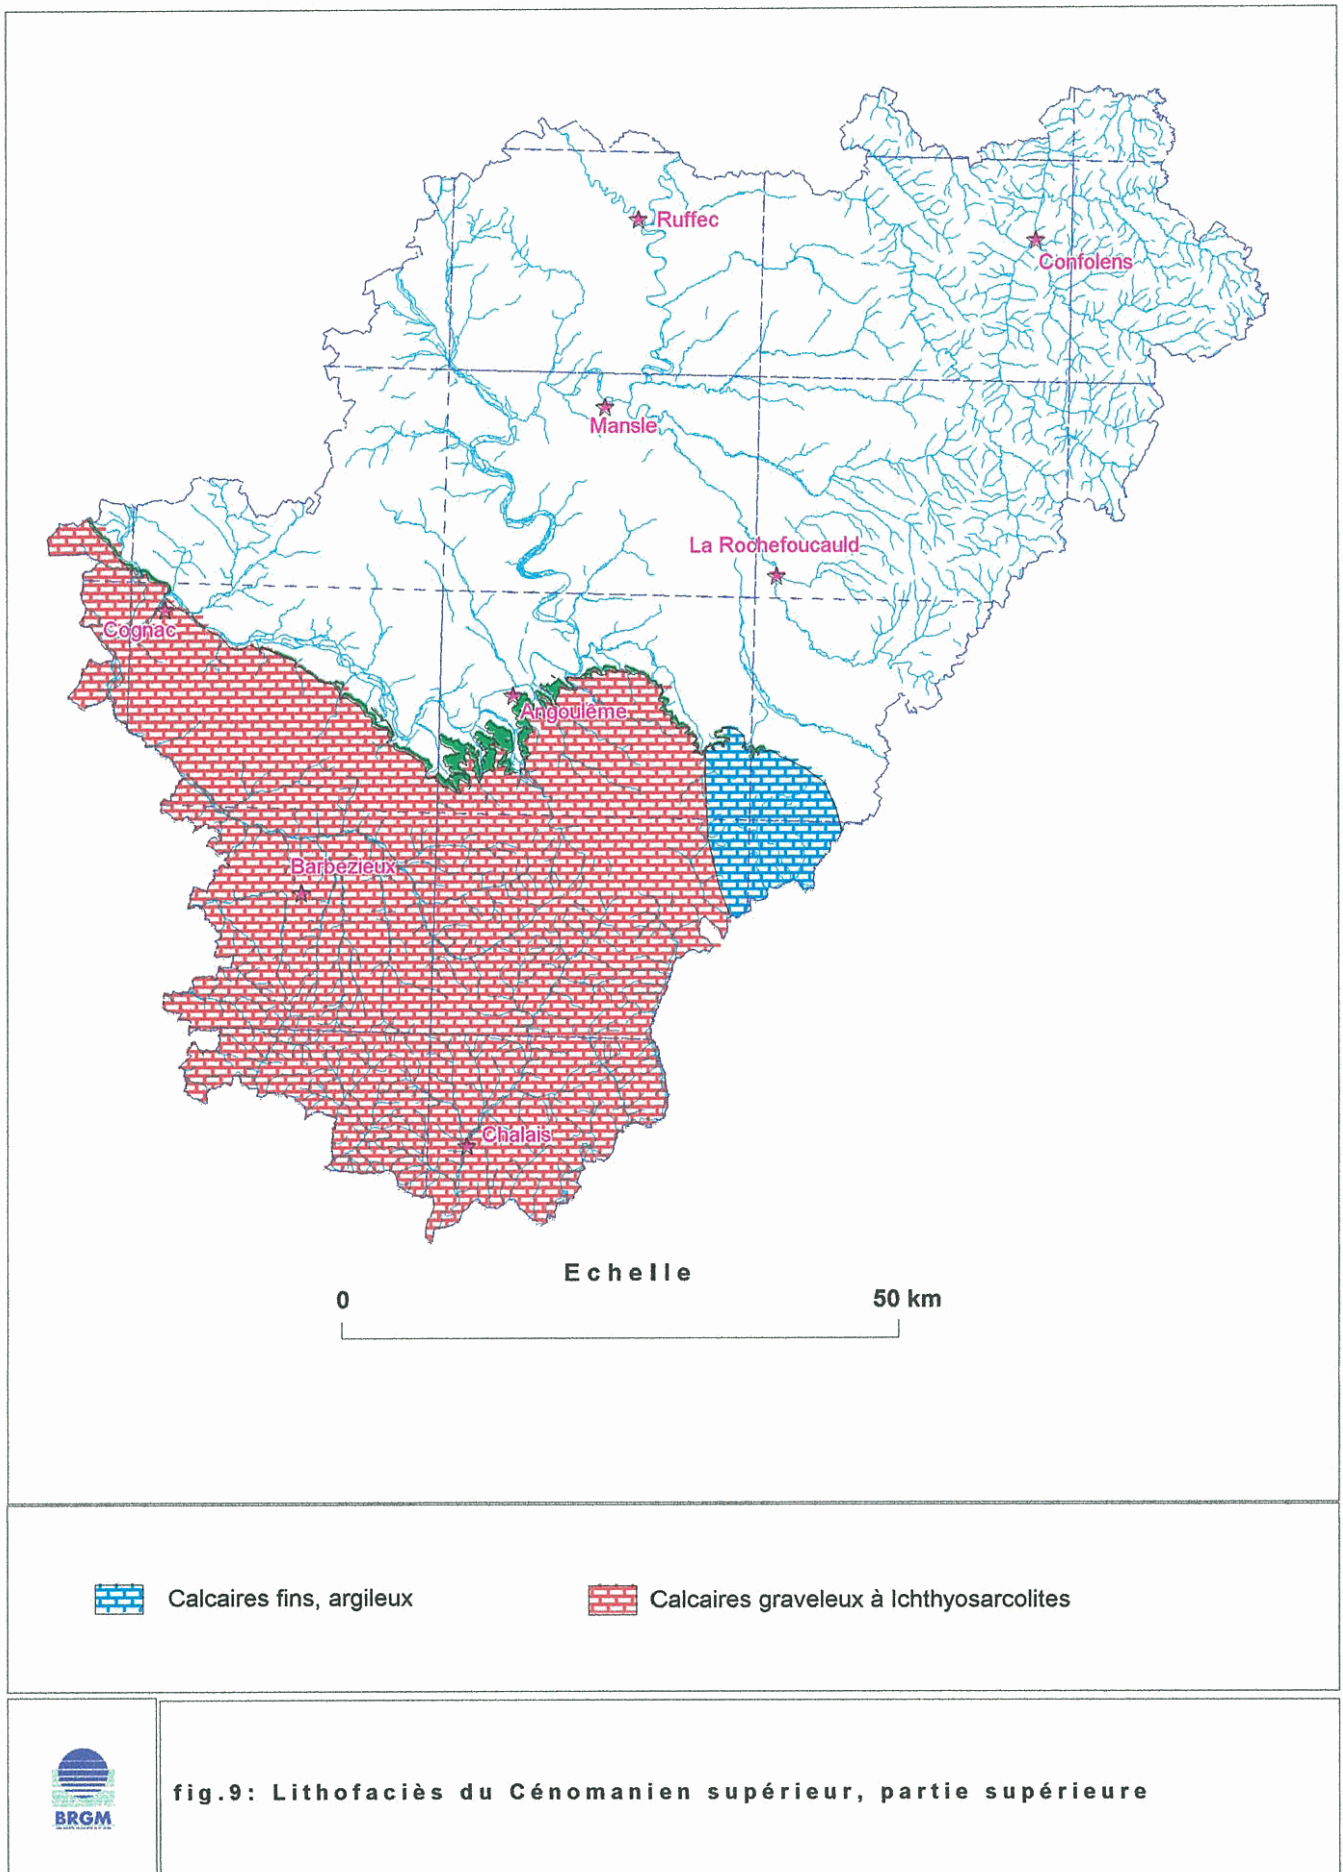 Ruffec
Confolens
Mansle
La Rochefoucauld
Cognac
Angoulême
Barbezieux
Chalais
Echelle
0 50 km
Calcaires fins, argileux
Calcaires graveleux à Ichthyosarcolites
BRGM
fig.9: Lithofaciès du Cénomanien supérieur, partie supérieure